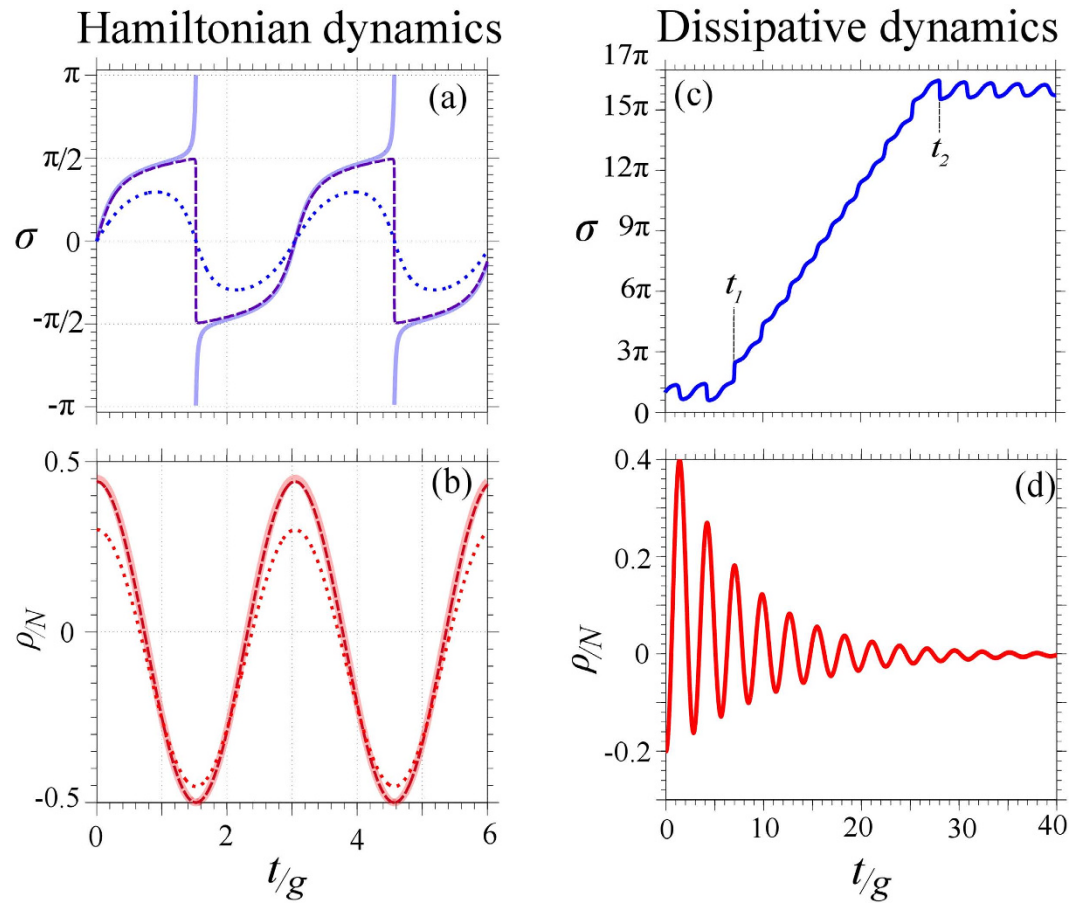 Hamiltonian dynamics
Dissipative dynamics
(a)
π
π/2
0
-π/2
-π
σ
(c)
17π
15π
12π
9π
6π
3π
0
σ
t1
t2
(b)
0.5
0
-0.5
ρ/N
0 2 4 6
t/g
(d)
0.4
0.2
0
-0.2
ρ/N
0 10 20 30 40
t/g